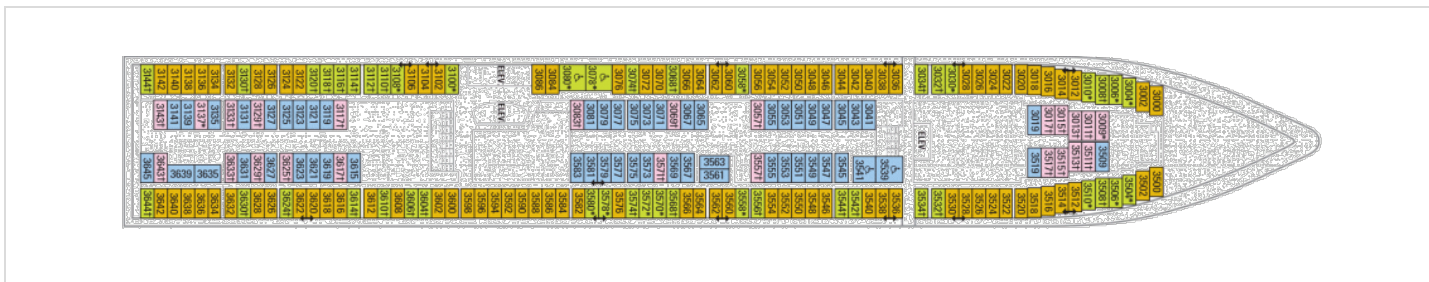 3144† 3142 3140 3138 3136 3134 3132 3130† 3128 3126 3124 3122 3120† 3118† 3116† 3114† 3112† 3110† 3108* 3106 3104 3102 3100* ELEV 3086 3084 3080* 3078* 3076 3074† 3072 3070 3068† 3066 3064 3062 3060 3058* 3056 3054 3052 3050 3048 3046 3044 3042 3040 3038 3036 3034† 3032† 3030* 3028 3026 3024 3022 3020 3018 3016 3014 3012 3010* 3008† 3006* 3004* 3002 3000
3143† 3141 3139 3137* 3135 3133† 3131 3129† 3127 3125 3123 3121 3119 3117† ELEV 3083† 3081 3079 3077 3075 3073 3071 3069† 3067 3065 3057† 3055 3053 3051 3049 3047 3045 3043 3041 ELEV 3019 3017† 3015† 3013† 3011† 3009*
3645 3643† 3639 3635 3633† 3631 3629† 3627 3625† 3623 3621 3619 3617† 3615 3583 3581 3579 3577 3575 3573 3571† 3569 3567 3563 3561 3557† 3555 3553 3551 3549 3547 3545 3541 3539 3519 3517† 3515† 3513† 3511† 3509
3644† 3642 3640 3638 3636 3634 3632 3630† 3628 3626 3624† 3622 3620 3618 3616 3614† 3612 3610† 3608 3606† 3604† 3602 3600 3598 3596 3594 3592 3590 3588 3586 3584 3582 3580* 3578* 3576 3574† 3572* 3570* 3568† 3566 3564 3562 3560 3558* 3556† 3554 3552 3550 3548 3546 3544† 3542† 3540 3538 3536 3534† 3532† 3530 3528 3526 3524 3522 3520 3518 3516 3514 3512 3510* 3508† 3506* 3504* 3502 3500